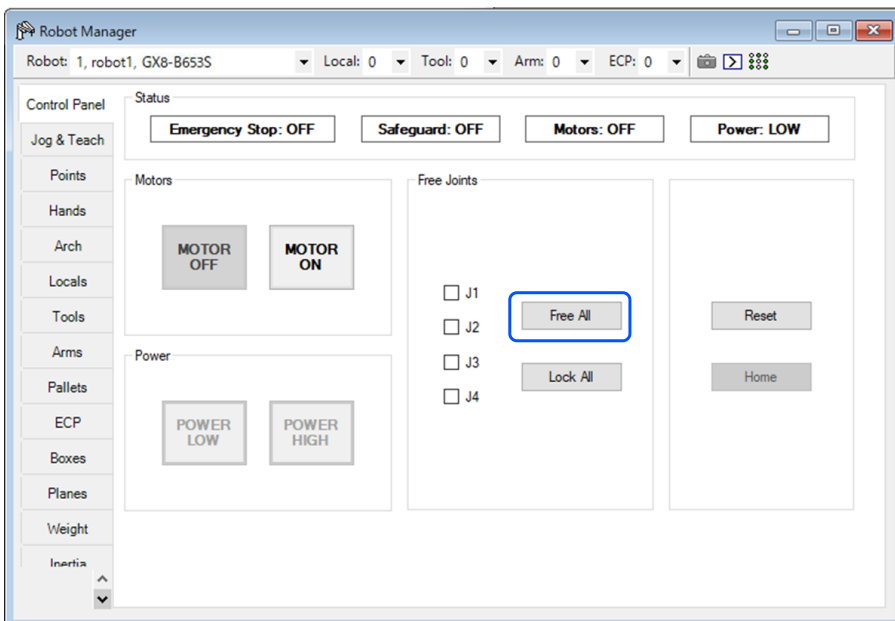 Robot Manager
Robot: 1, robot1, GX8-B653S Local: 0 Tool: 0 Arm: 0 ECP: 0
Control Panel
Jog & Teach
Points
Hands
Arch
Locals
Tools
Arms
Pallets
ECP
Boxes
Planes
Weight
Inertia
Status
Emergency Stop: OFF Safeguard: OFF Motors: OFF Power: LOW
Motors
MOTOR OFF
MOTOR ON
Power
POWER LOW
POWER HIGH
Free Joints
J1
J2
J3
J4
Free All
Lock All
Reset
Home